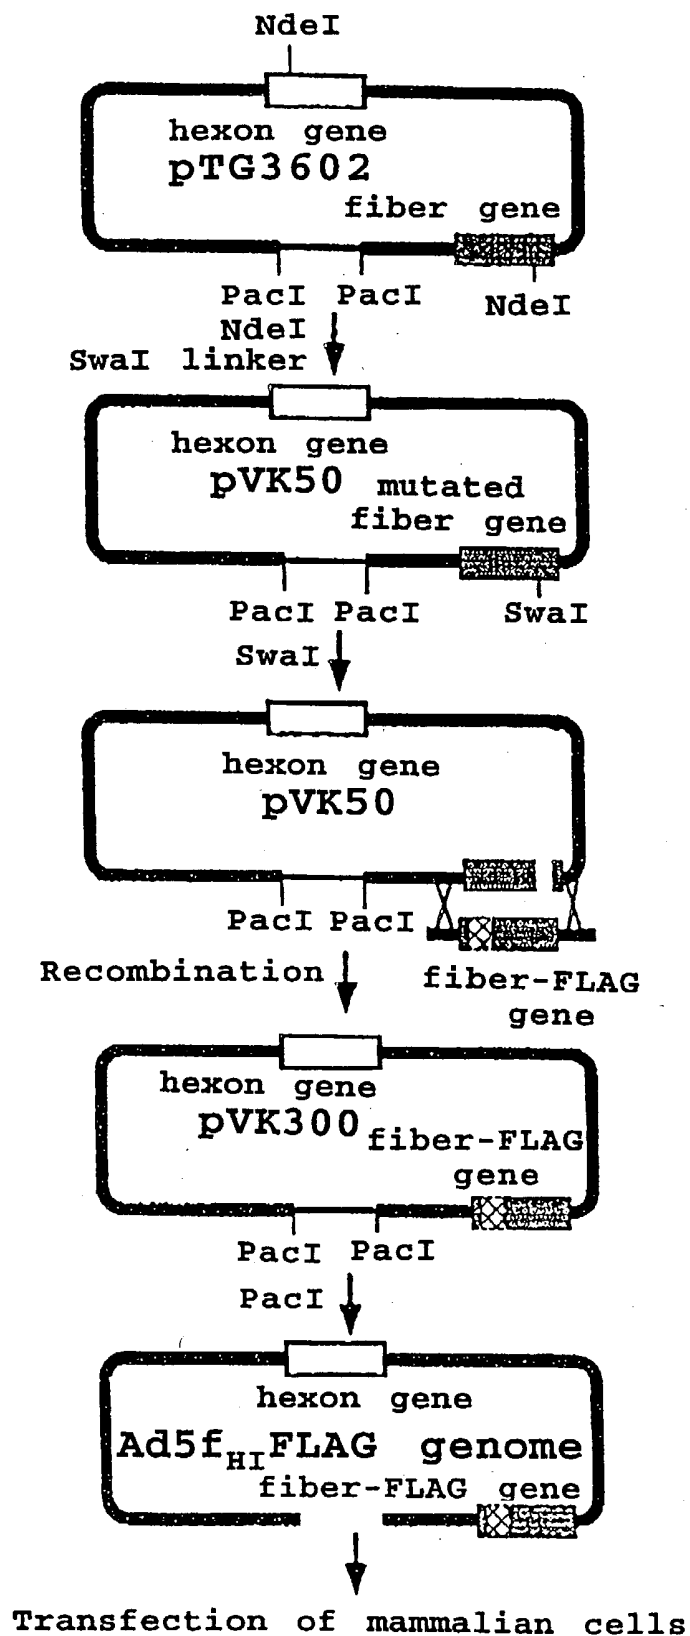 NdeI
hexon gene
pTG3602
fiber gene
PacI PacI
NdeI
NdeI
SwaI linker
hexon gene
pVK50
mutated
fiber gene
PacI PacI
SwaI
SwaI
hexon gene
pVK50
PacI PacI
Recombination
fiber-FLAG
gene
hexon gene
pVK300
fiber-FLAG
gene
PacI PacI
PacI
hexon gene
Ad5fHIFLAG genome
fiber-FLAG gene
Transfection of mammalian cells